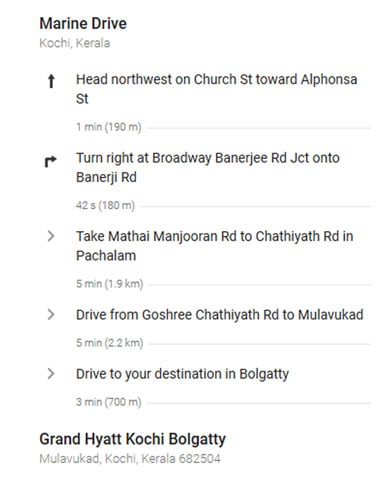 Marine Drive
Kochi, Kerala
Head northwest on Church St toward Alphonsa
St
1 min (190 m)
Turn right at Broadway Banerjee Rd Jct onto
Banerji Rd
42 s (180 m)
Take Mathai Manjooran Rd to Chathiyath Rd in
Pachalam
5 min (1.9 km)
Drive from Goshree Chathiyath Rd to Mulavukad
5 min (2.2 km)
Drive to your destination in Bolgatty
3 min (700 m)
Grand Hyatt Kochi Bolgatty
Mulavukad, Kochi, Kerala 682504